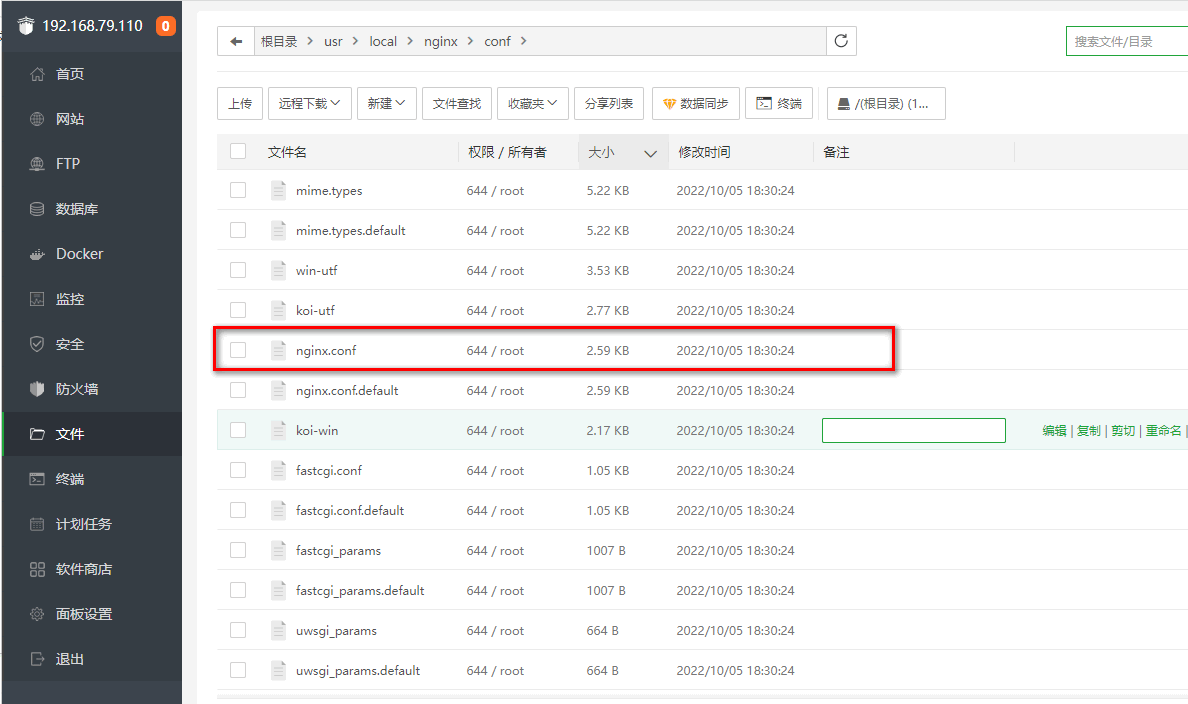 192.168.79.110 0
首页
网站
FTP
数据库
Docker
监控
安全
防火墙
文件
终端
计划任务
软件商店
面板设置
退出
根目录 usr local nginx conf
搜索文件/目录
上传 远程下载 新建 文件查找 收藏夹 分享列表 数据同步 终端 /(根目录) (1...
文件名 权限 / 所有者 大小 修改时间 备注
mime.types 644 / root 5.22 KB 2022/10/05 18:30:24
mime.types.default 644 / root 5.22 KB 2022/10/05 18:30:24
win-utf 644 / root 3.53 KB 2022/10/05 18:30:24
koi-utf 644 / root 2.77 KB 2022/10/05 18:30:24
nginx.conf 644 / root 2.59 KB 2022/10/05 18:30:24
nginx.conf.default 644 / root 2.59 KB 2022/10/05 18:30:24
koi-win 644 / root 2.17 KB 2022/10/05 18:30:24 编辑 | 复制 | 剪切 | 重命名 |
fastcgi.conf 644 / root 1.05 KB 2022/10/05 18:30:24
fastcgi.conf.default 644 / root 1.05 KB 2022/10/05 18:30:24
fastcgi_params 644 / root 1007 B 2022/10/05 18:30:24
fastcgi_params.default 644 / root 1007 B 2022/10/05 18:30:24
uwsgi_params 644 / root 664 B 2022/10/05 18:30:24
uwsgi_params.default 644 / root 664 B 2022/10/05 18:30:24